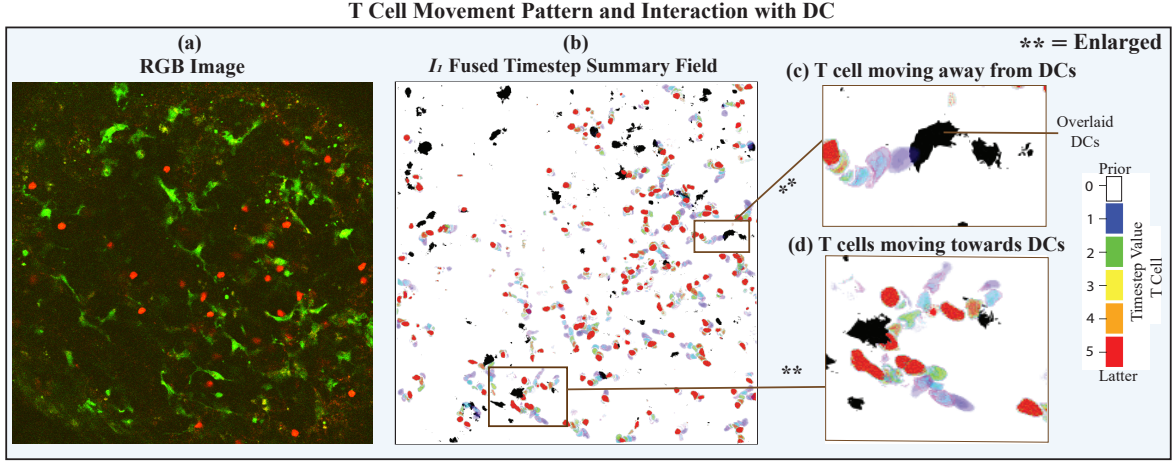 T Cell Movement Pattern and Interaction with DC
(a)
RGB Image
(b)
I₁ Fused Timestep Summary Field
** = Enlarged
(c) T cell moving away from DCs
Overlaid
DCs
**
(d) T cells moving towards DCs
**
Prior
0
1
2
3
4
5
Latter
Timestep Value
T Cell